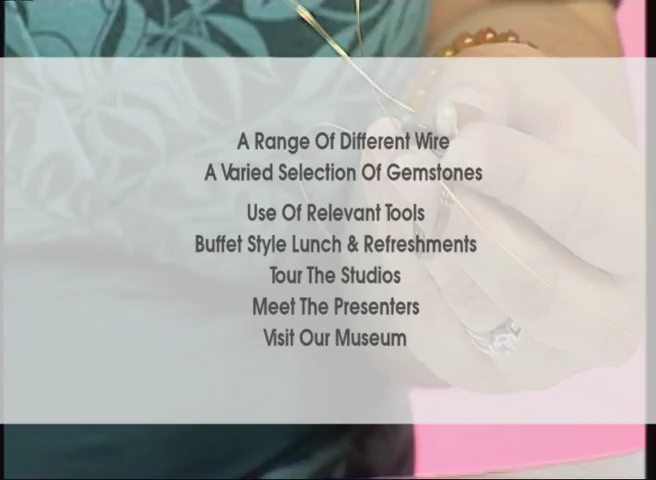 A Range Of Different Wire
A Varied Selection Of Gemstones
Use Of Relevant Tools
Buffet Style Lunch & Refreshments
Tour The Studios
Meet The Presenters
Visit Our Museum